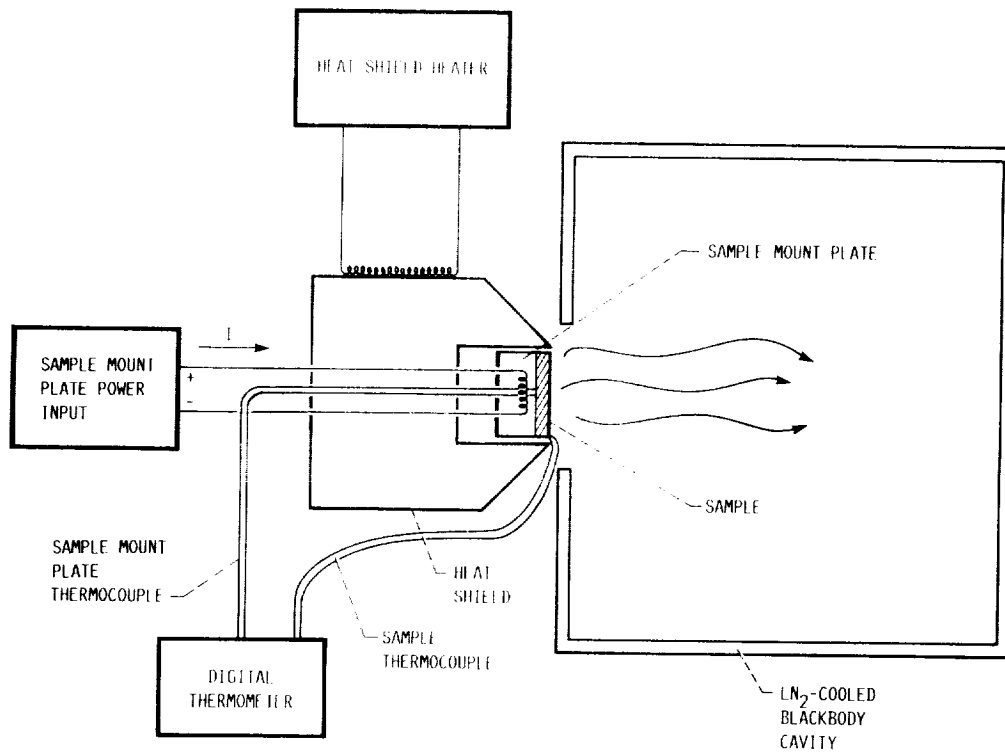 HEAT SHIELD HEATER
SAMPLE MOUNT PLATE
I
SAMPLE MOUNT
PLATE POWER
INPUT
+
-
SAMPLE
SAMPLE MOUNT
PLATE
THERMOCOUPLE
HEAT
SHIELD
SAMPLE
THERMOCOUPLE
DIGITAL
THERMOMETER
LN2-COOLED
BLACKBODY
CAVITY